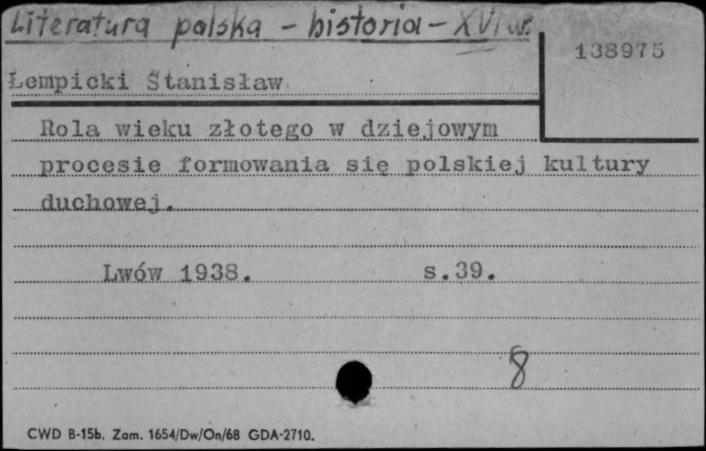 Literatura polska - historia - XVI w.
138975
Łempicki Stanisław
Rola wieku złotego w dziejowym
procesie formowania się polskiej kultury
duchowej.
Lwów 1938. s.39.
8
CWD B-15b. Zam. 1654/Dw/On/68 GDA-2710.